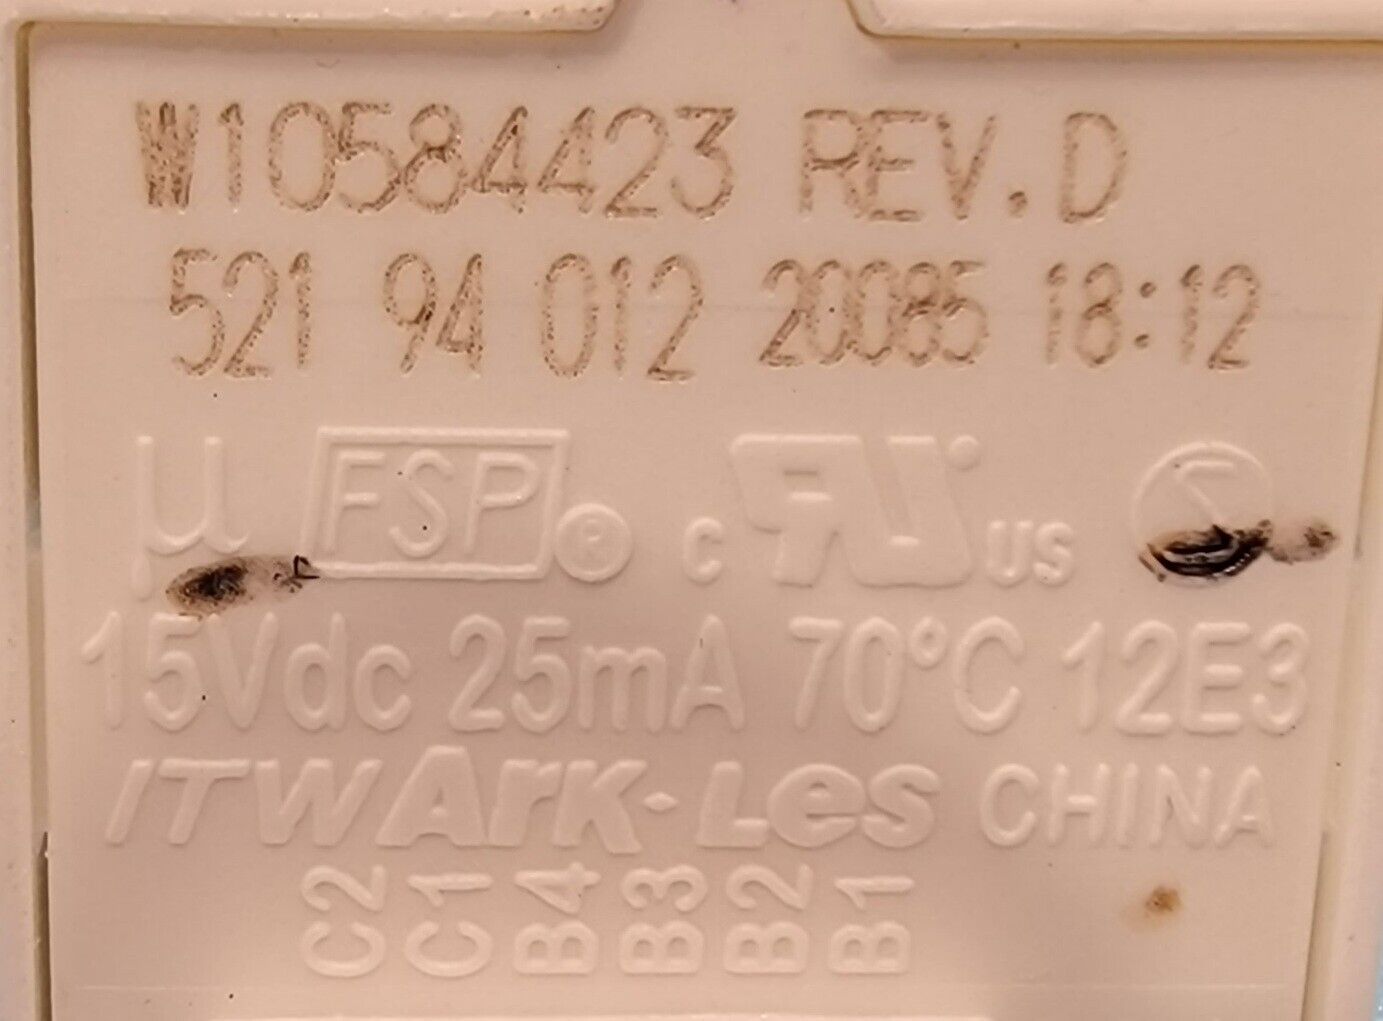 W10584423 REV.D
521 94 012 20085 18:12
µ FSP ® c RU US
15Vdc 25mA 70°C 12E3
ITW Ark-Les CHINA
C2 C1 B4 B3 B2 B1